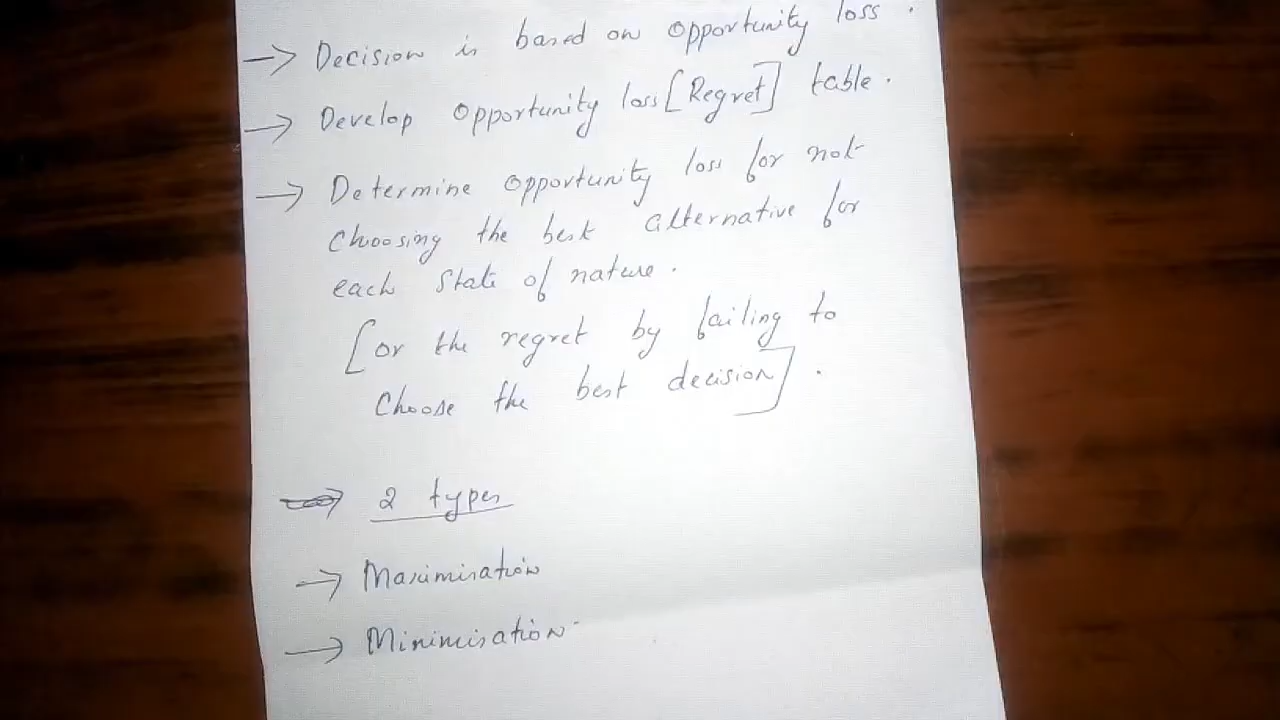 → Decision is based on opportunity loss.
→ Develop opportunity loss [Regret] table.
→ Determine opportunity loss for not
choosing the best alternative for
each state of nature.
[or the regret by failing to
choose the best decision].
→ 2 types
→ Maximisation
→ Minimisation